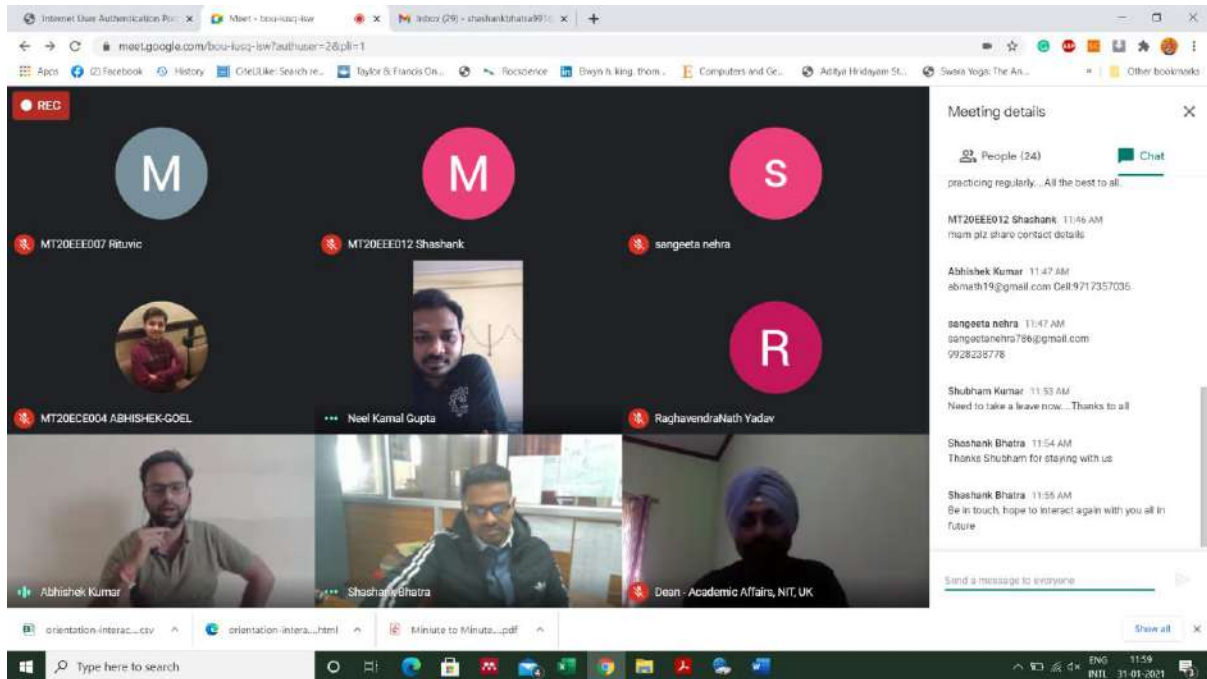 Internet User Authentication Por
Meet - bou-iusq-isw
Inbox (29) - shashankbhatra991
meet.google.com/bou-iusq-isw?authuser=2&pli=1
Apps
(2) Facebook
History
CiteULike: Search re...
Taylor & Francis On...
Rocscience
Elwyn h. king, thom...
Computers and Ge...
Aditya Hridayam St...
Swara Yoga: The An...
Other bookmarks
REC
M
M
S
MT20EEE007 Rituvic
MT20EEE012 Shashank
sangeeta nehra
R
MT20ECE004 ABHISHEK-GOEL
Neel Kamal Gupta
RaghavendraNath Yadav
Abhishek Kumar
Shashank Bhatra
Dean - Academic Affairs, NIT, UK
Meeting details
People (24)
Chat
practicing regularly....All the best to all.
MT20EEE012 Shashank 11:46 AM
mam plz share contact details
Abhishek Kumar 11:47 AM
abmath19@gmail.com Cell:9717357036
sangeeta nehra 11:47 AM
sangeetanehra786@gmail.com
9928238778
Shubham Kumar 11:53 AM
Need to take a leave now....Thanks to all
Shashank Bhatra 11:54 AM
Thanks Shubham for staying with us
Shashank Bhatra 11:55 AM
Be in touch, hope to interact again with you all in
future
Send a message to everyone
orientation-interac....csv
orientation-intera....html
Miniute to Minute....pdf
Show all
Type here to search
ENG
INTL
11:59
31-01-2021